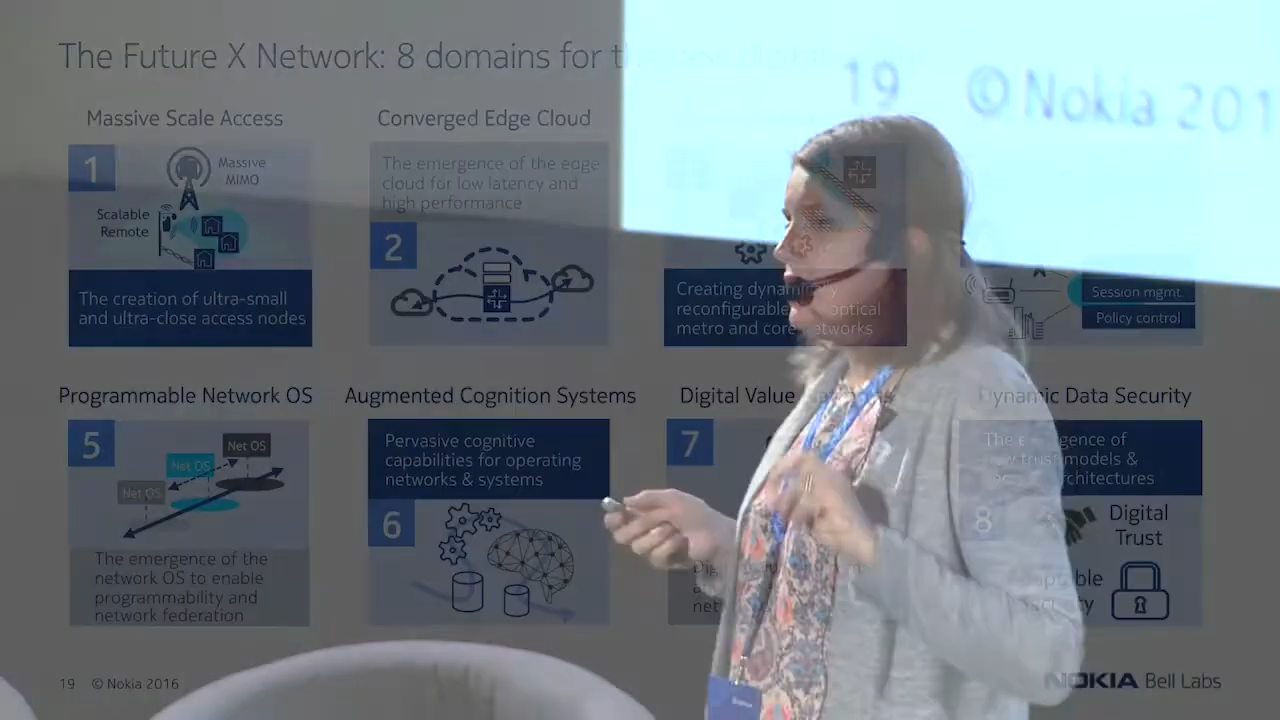 The Future X Network: 8 domains for
19 © Nokia 201
Massive Scale Access
Converged Edge Cloud
1
Massive
MIMO
Scalable
Remote
The creation of ultra-small
and ultra-close access nodes
The emergence of the edge
cloud for low latency and
high performance
2
Creating
reconfigurable optical
metro and core networks
Session mgmt.
Policy control
Programmable Network OS
Augmented Cognition Systems
Digital Value
Dynamic Data Security
5
Net OS
Net OS
Net OS
The emergence of the
network OS to enable
programmability and
network federation
Pervasive cognitive
capabilities for operating
networks & systems
6
7
The
trust models &
8
Digital
Trust
19 © Nokia 2016
NOKIA Bell Labs